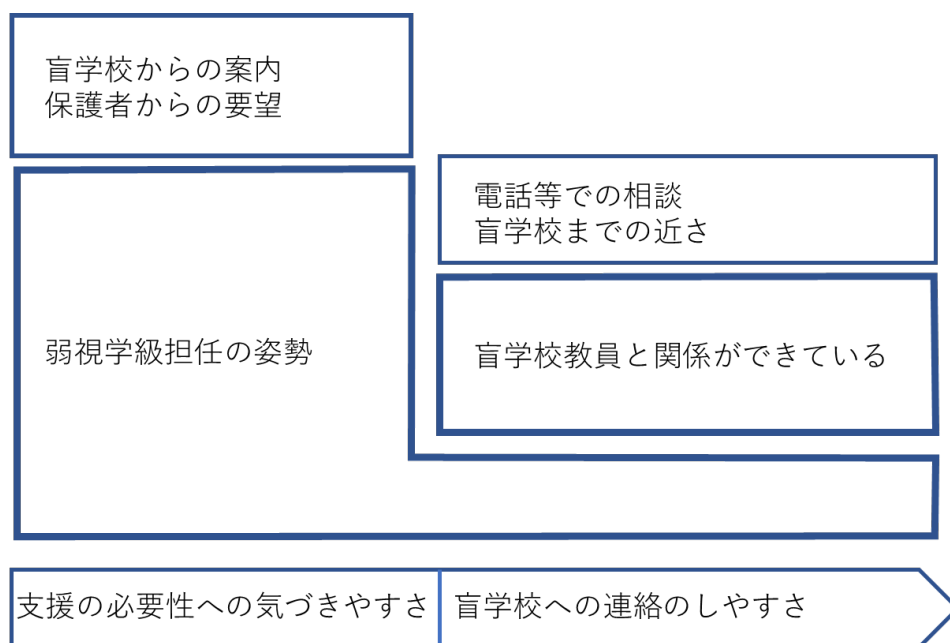 盲学校からの案内
保護者からの要望
電話等での相談
盲学校までの近さ
弱視学級担任の姿勢
盲学校教員と関係ができている
支援の必要性への気づきやすさ
盲学校への連絡のしやすさ